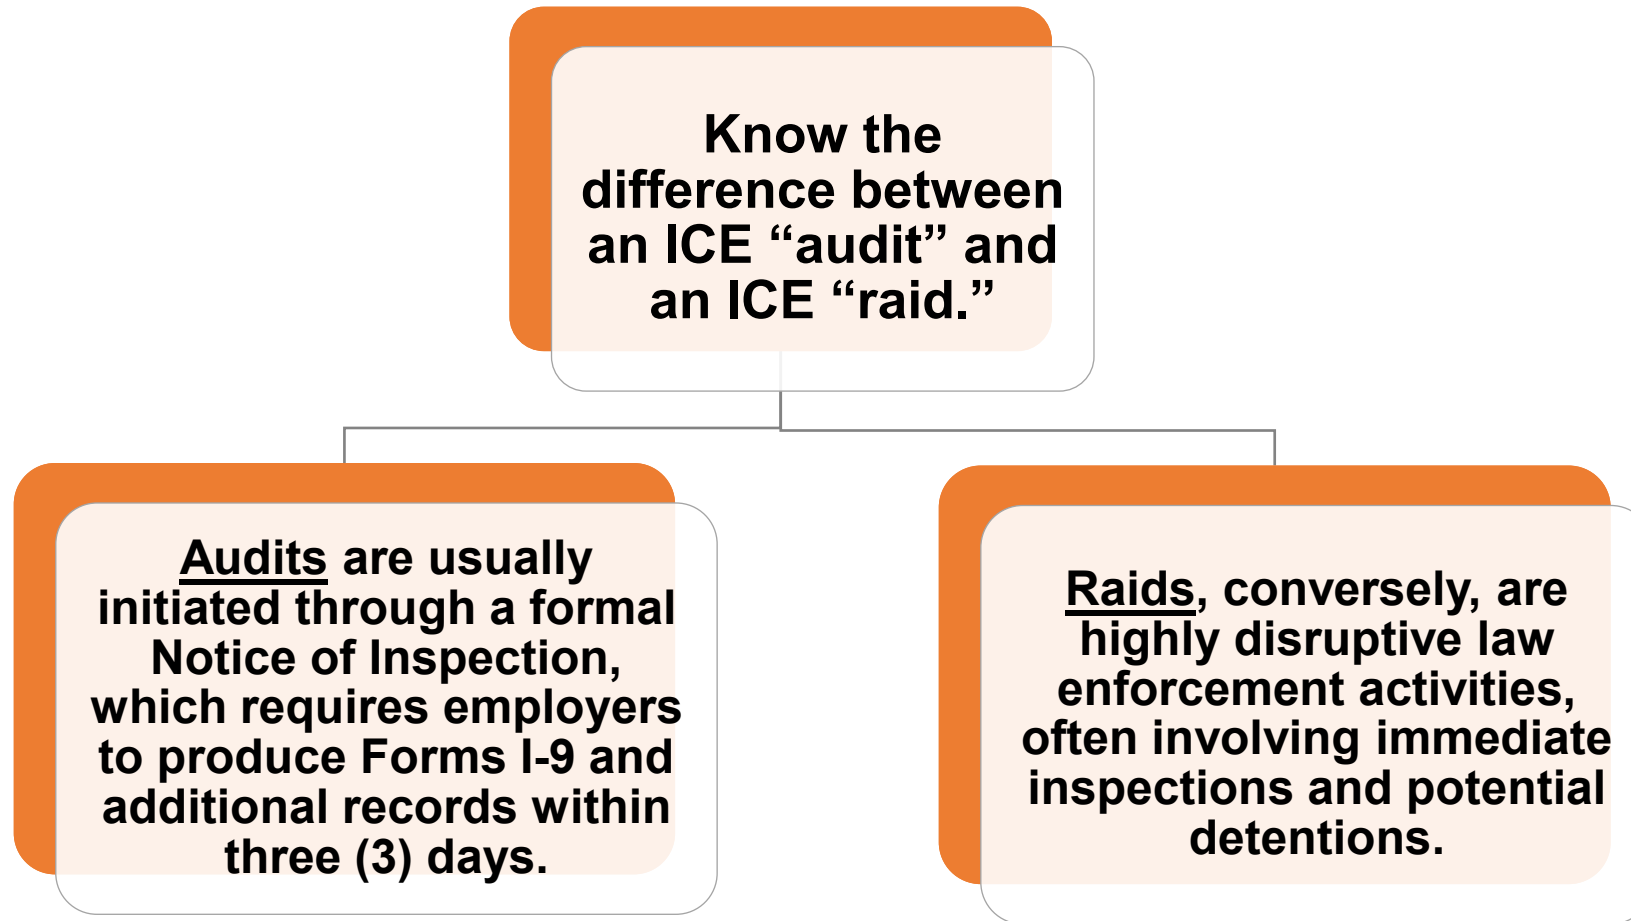 Know the
difference between
an ICE “audit” and
an ICE “raid.”
Audits are usually
initiated through a formal
Notice of Inspection,
which requires employers
to produce Forms I-9 and
additional records within
three (3) days.
Raids, conversely, are
highly disruptive law
enforcement activities,
often involving immediate
inspections and potential
detentions.